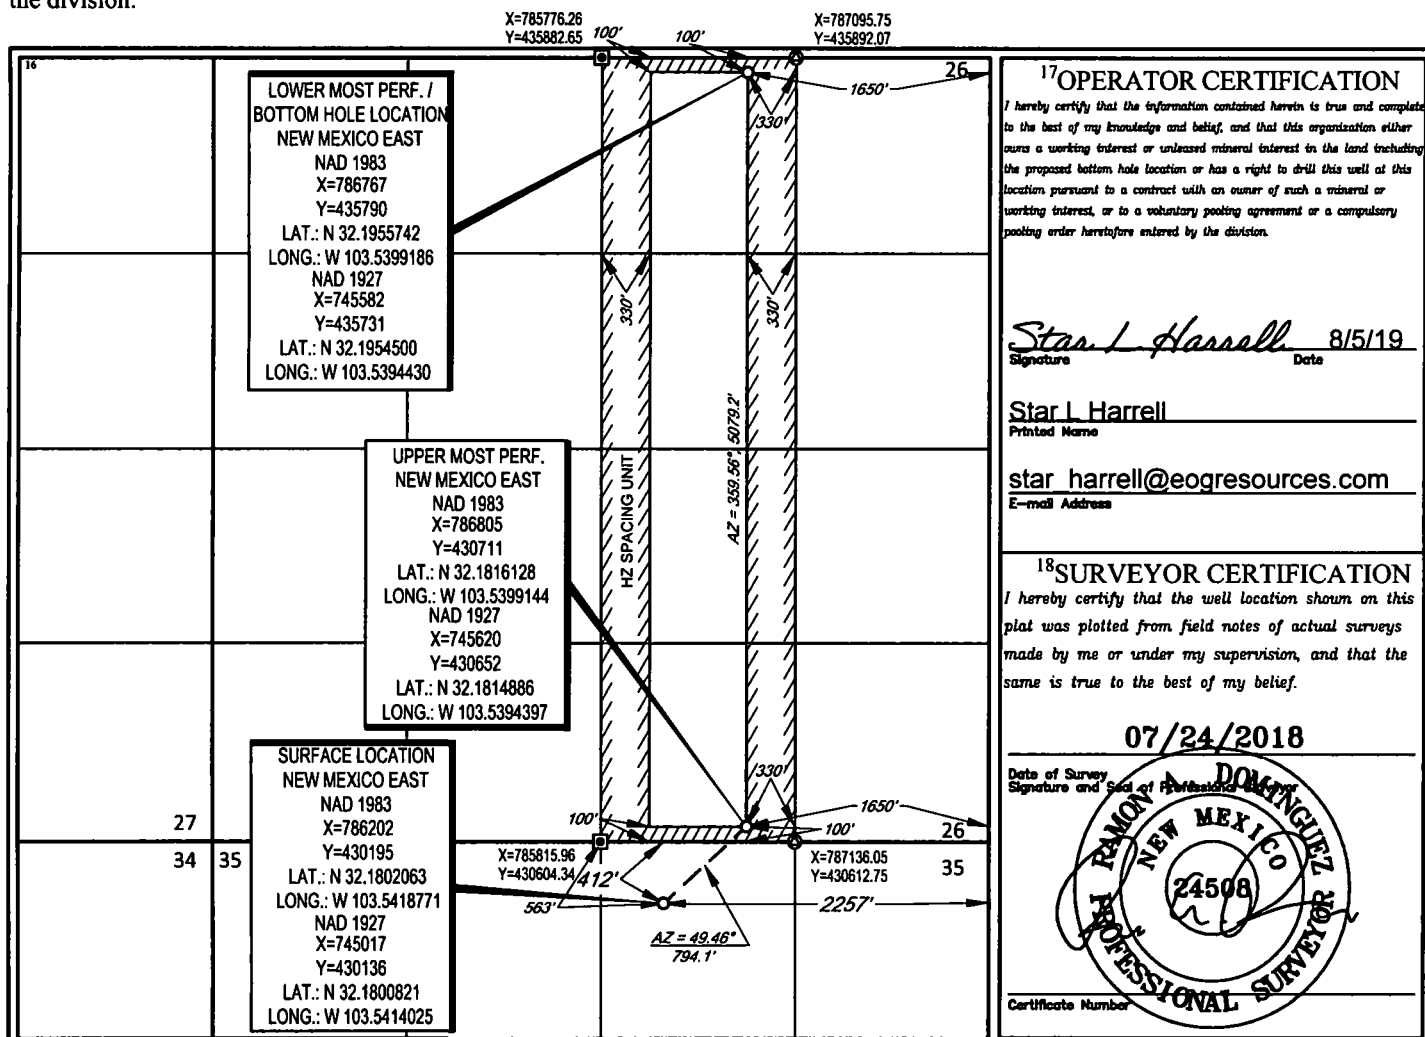 the division.
X=785776.26
Y=435882.65
X=787095.75
Y=435892.07
100'
100'
16
26
1650'
330'
LOWER MOST PERF. /
BOTTOM HOLE LOCATION
NEW MEXICO EAST
NAD 1983
X=786767
Y=435790
LAT.: N 32.1955742
LONG.: W 103.5399186
NAD 1927
X=745582
Y=435731
LAT.: N 32.1954500
LONG.: W 103.5394430
330'
330'
AZ = 359.56°, 5079.2'
HZ SPACING UNIT
UPPER MOST PERF.
NEW MEXICO EAST
NAD 1983
X=786805
Y=430711
LAT.: N 32.1816128
LONG.: W 103.5399144
NAD 1927
X=745620
Y=430652
LAT.: N 32.1814886
LONG.: W 103.5394397
330'
1650'
100'
100'
27
26
34
35
35
X=785815.96
Y=430604.34
X=787136.05
Y=430612.75
412'
563'
2257'
AZ = 49.46°
794.1'
SURFACE LOCATION
NEW MEXICO EAST
NAD 1983
X=786202
Y=430195
LAT.: N 32.1802063
LONG.: W 103.5418771
NAD 1927
X=745017
Y=430136
LAT.: N 32.1800821
LONG.: W 103.5414025
17 OPERATOR CERTIFICATION
I hereby certify that the information contained herein is true and complete
to the best of my knowledge and belief, and that this organization either
owns a working interest or unleased mineral interest in the land including
the proposed bottom hole location or has a right to drill this well at this
location pursuant to a contract with an owner of such a mineral or
working interest, or to a voluntary pooling agreement or a compulsory
pooling order heretofore entered by the division.
Star L Harrell 8/5/19
Signature Date
Star L Harrell
Printed Name
star_harrell@eogresources.com
E-mail Address
18 SURVEYOR CERTIFICATION
I hereby certify that the well location shown on this
plat was plotted from field notes of actual surveys
made by me or under my supervision, and that the
same is true to the best of my belief.
07/24/2018
Date of Survey
Signature and Seal of Professional Surveyor
RAMON A. DOMINGUEZ
NEW MEXICO
24508
PROFESSIONAL SURVEYOR
Certificate Number